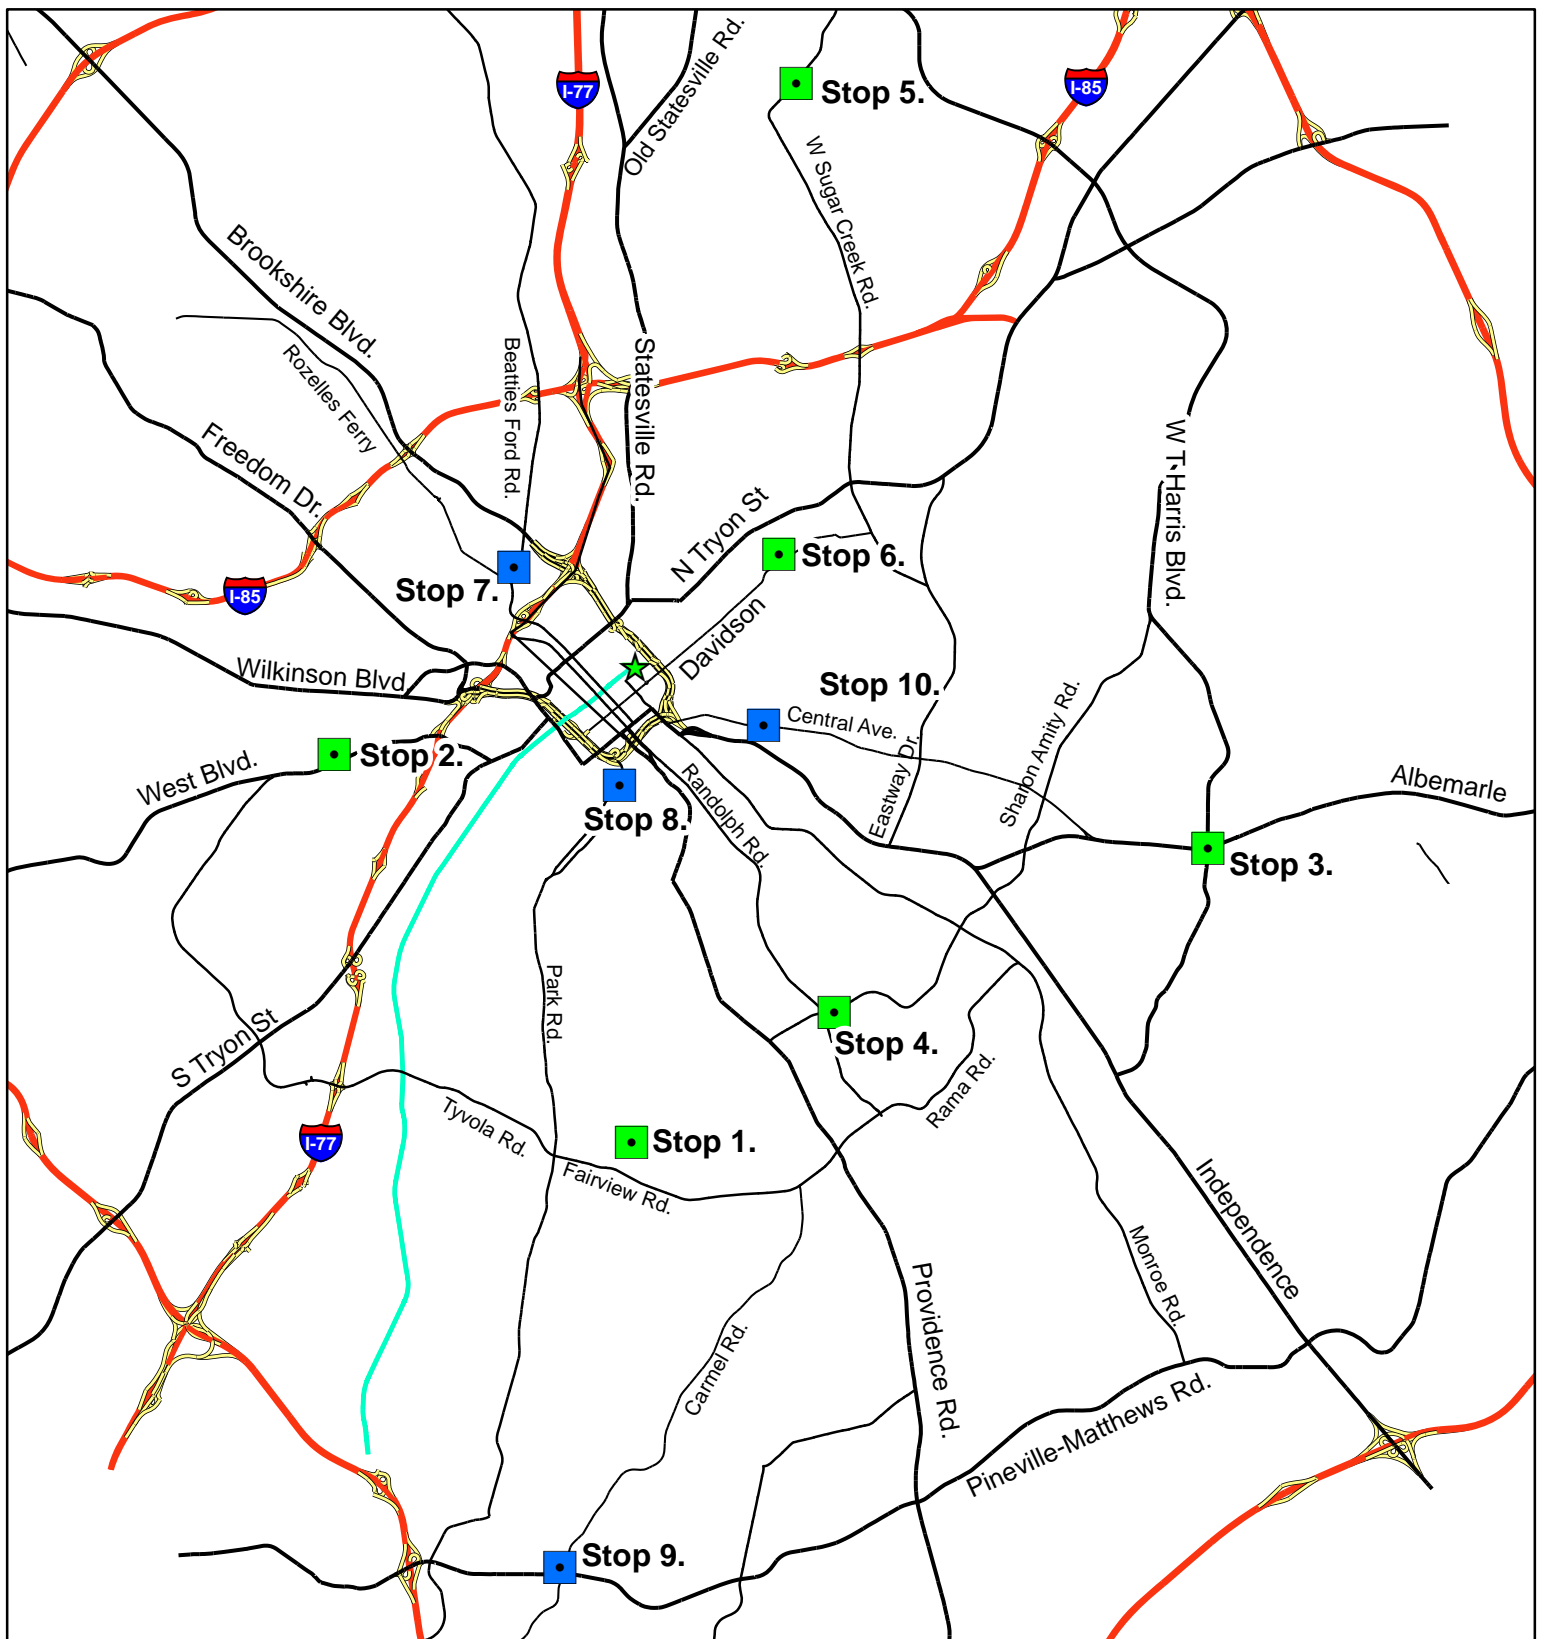 I-77
I-85
Old Statesville Rd.
Stop 5.
W Sugar Creek Rd.
Brookshire Blvd.
Rozelles Ferry
Beatties Ford Rd.
Statesville Rd.
Freedom Dr.
W T Harris Blvd.
N Tryon St
Stop 6.
Stop 7.
I-85
Davidson
Wilkinson Blvd
Stop 10.
Central Ave.
Sharon Amity Rd.
Eastway Dr.
Stop 2.
West Blvd.
Randolph Rd.
Albemarle
Stop 8.
Stop 3.
Park Rd.
S Tryon St
Stop 4.
Rama Rd.
I-77
Tyvola Rd.
Stop 1.
Fairview Rd.
Independence
Monroe Rd.
Providence Rd.
Carmel Rd.
Pineville-Matthews Rd.
Stop 9.